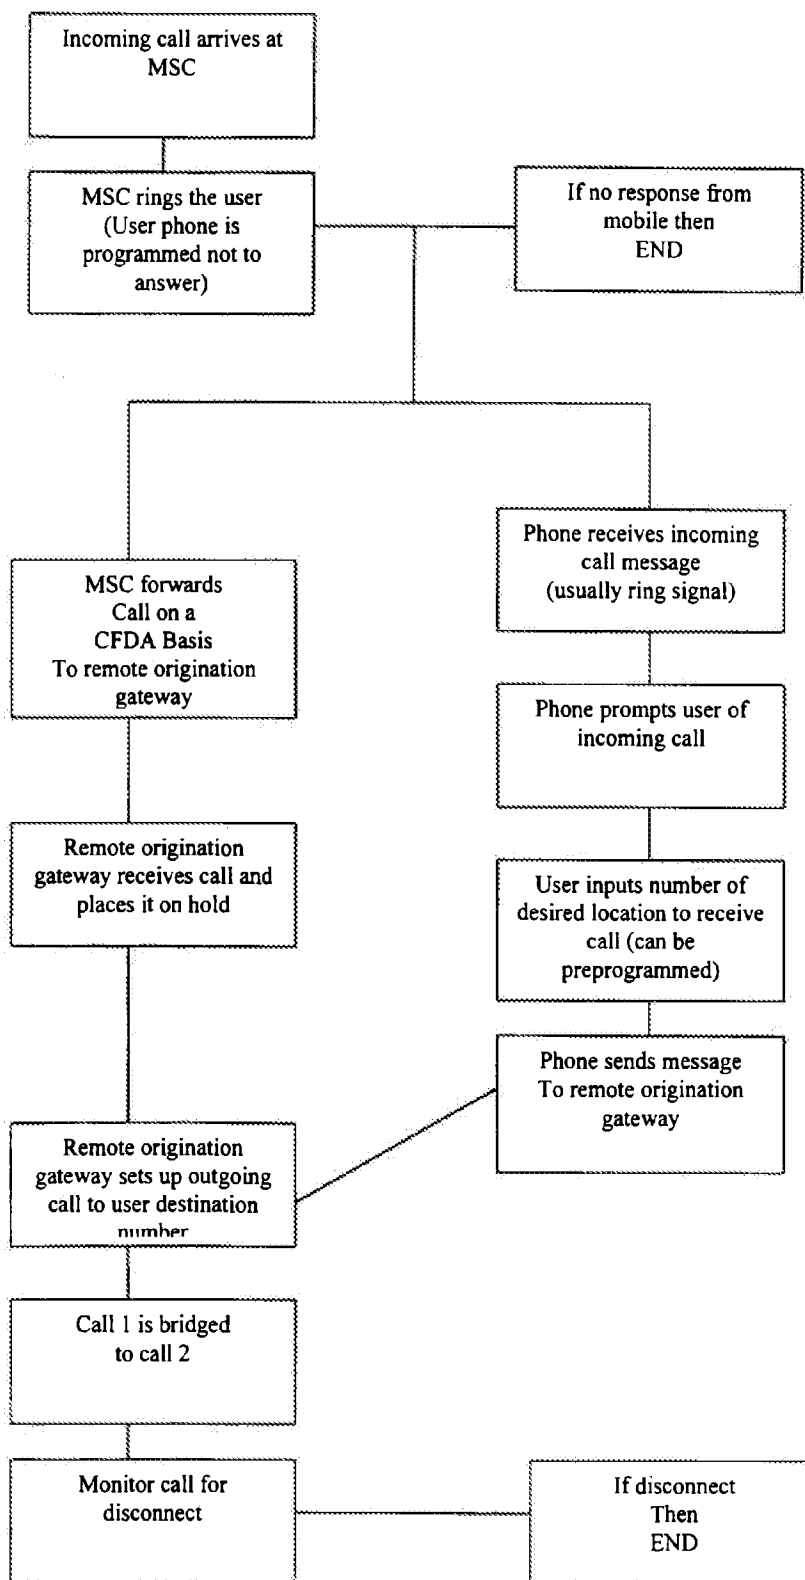 Incoming call arrives at
MSC
MSC rings the user
(User phone is
programmed not to
answer)
If no response from
mobile then
END
MSC forwards
Call on a
CFDA Basis
To remote origination
gateway
Remote origination
gateway receives call and
places it on hold
Phone receives incoming
call message
(usually ring signal)
Phone prompts user of
incoming call
User inputs number of
desired location to receive
call (can be
preprogrammed)
Phone sends message
To remote origination
gateway
Remote origination
gateway sets up outgoing
call to user destination
number
Call 1 is bridged
to call 2
Monitor call for
disconnect
If disconnect
Then
END